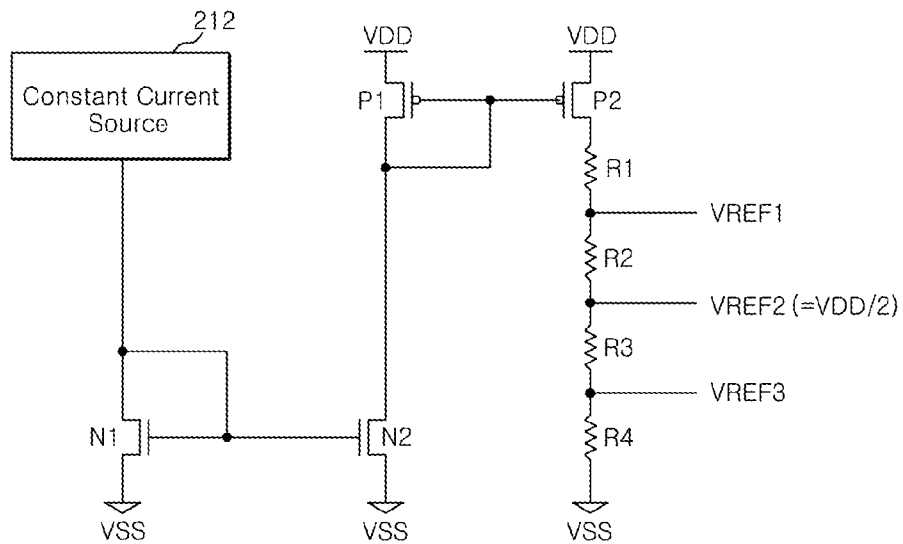 212
Constant Current
Source
VDD
VDD
P1
P2
R1
VREF1
R2
VREF2 (=VDD/2)
R3
VREF3
N1
N2
R4
VSS
VSS
VSS